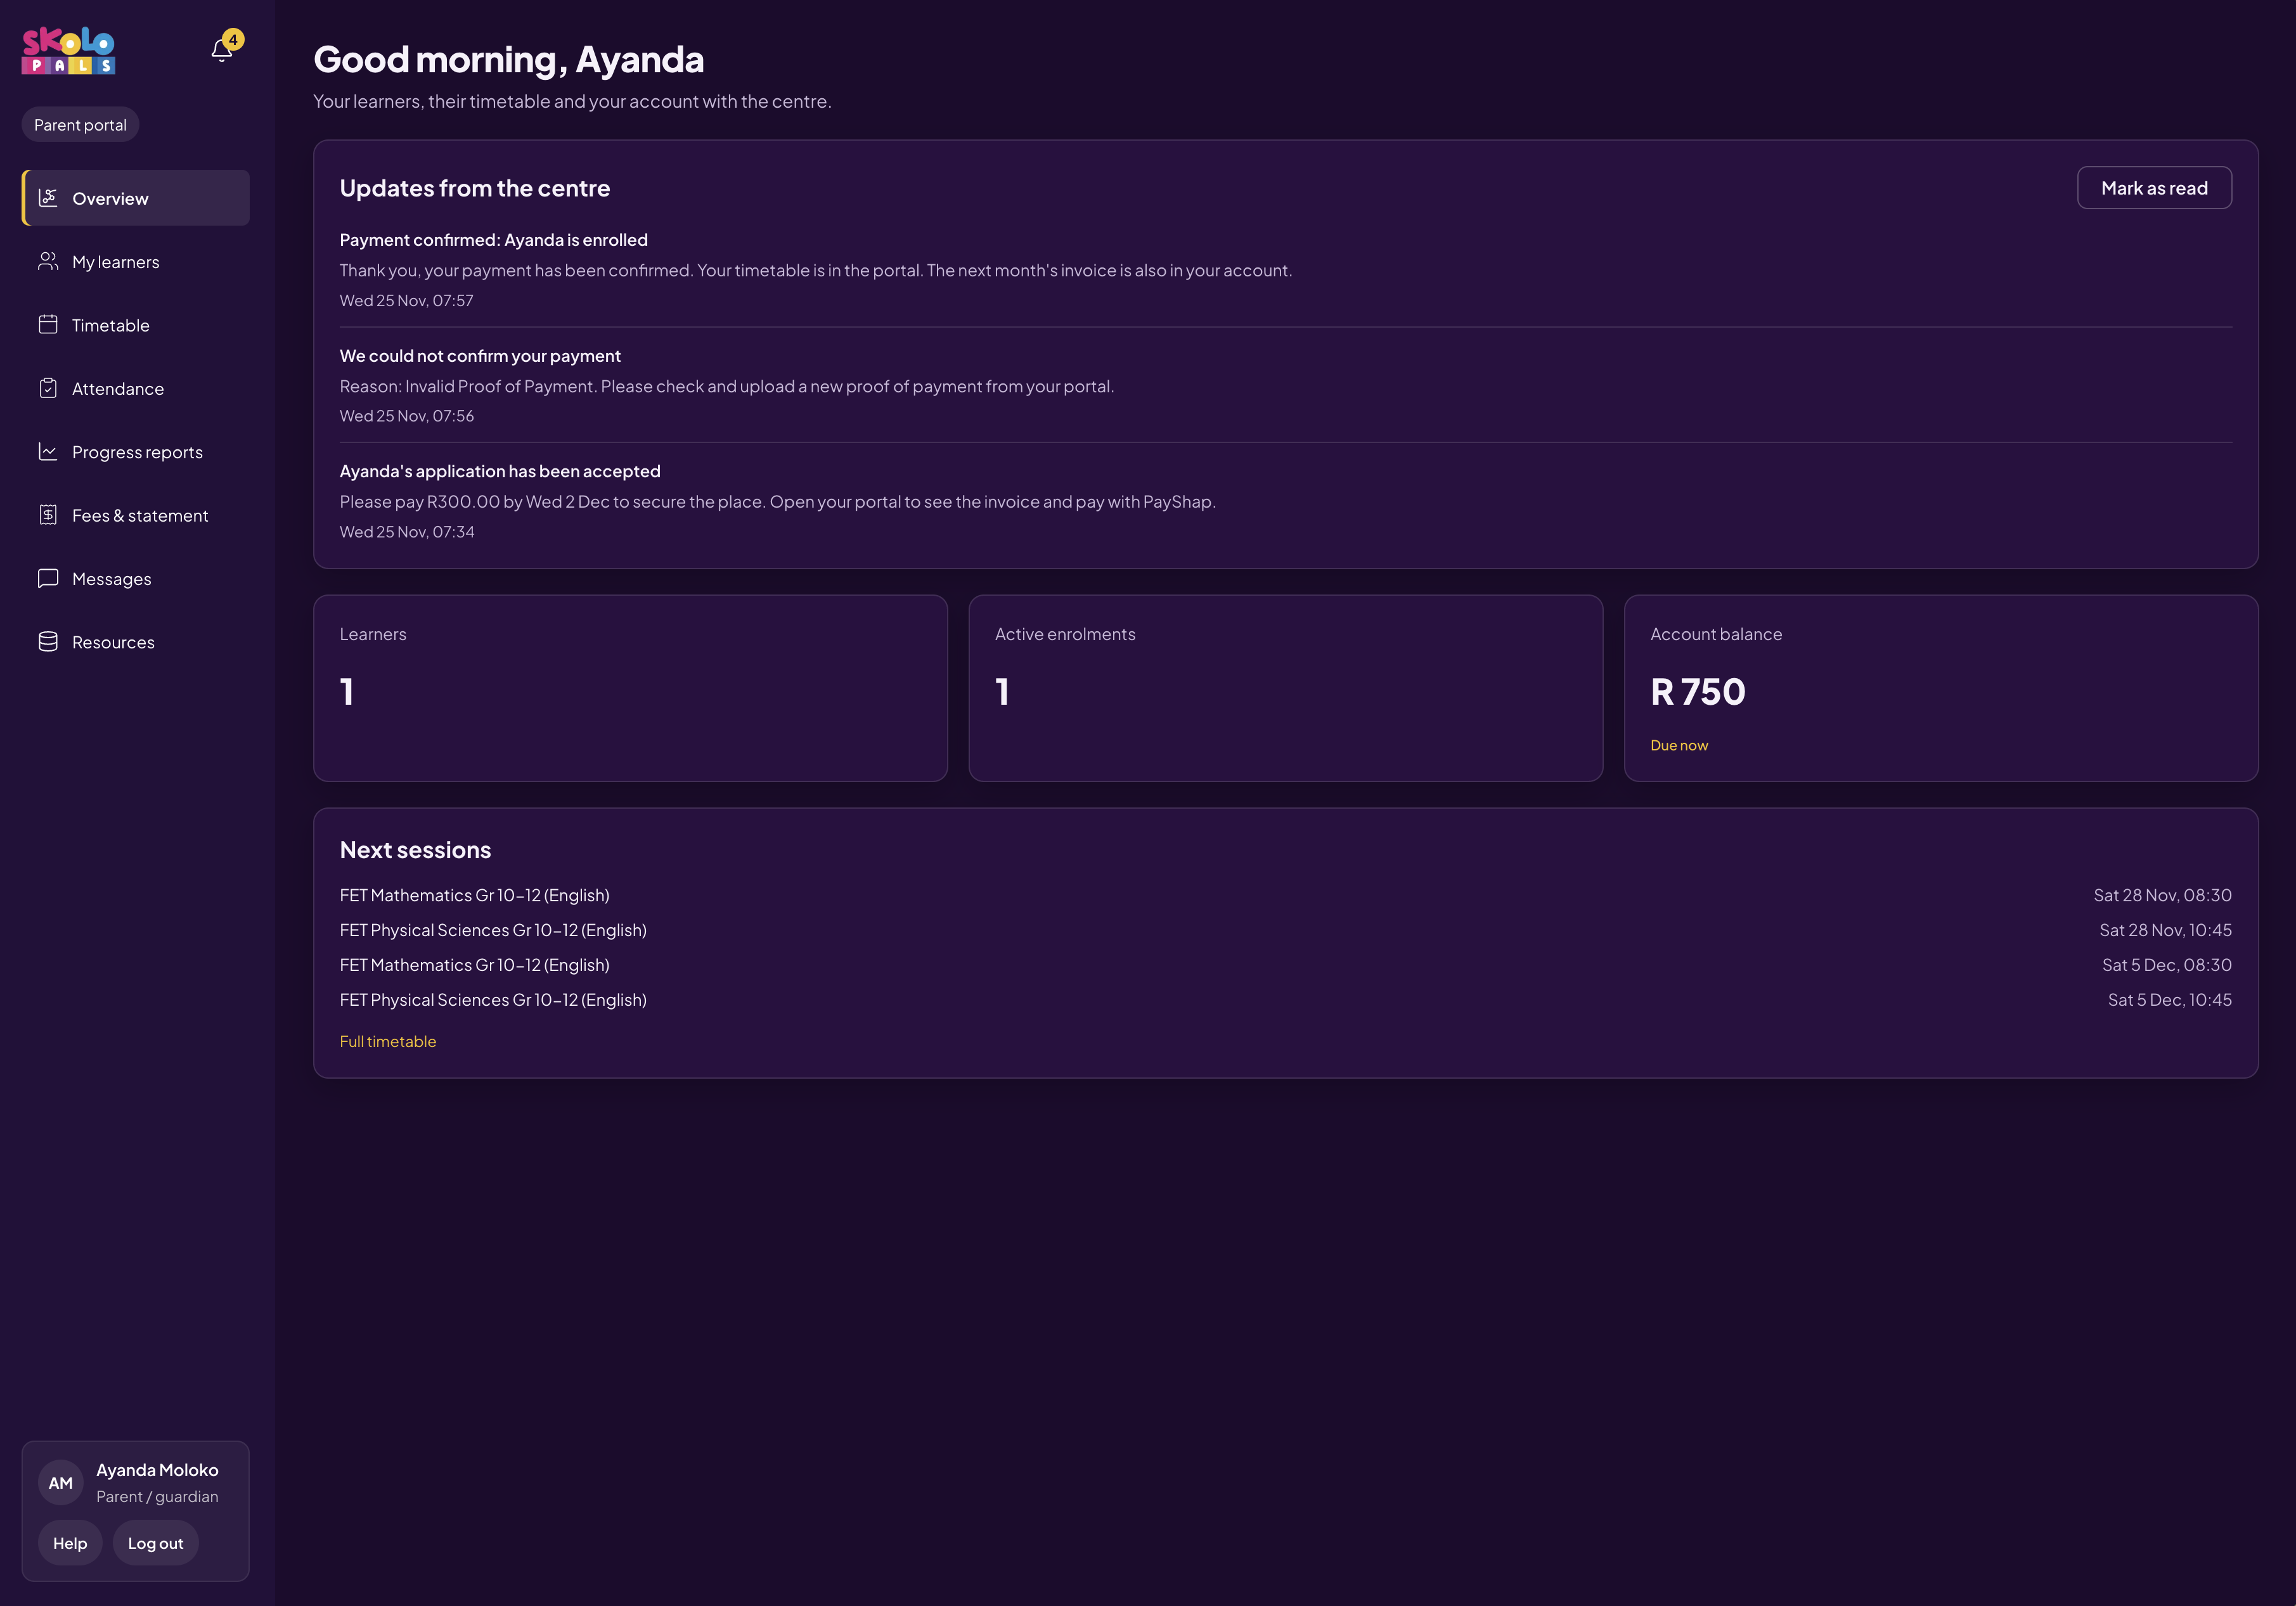 SKOLO
PALS
4
Parent portal
Overview
My learners
Timetable
Attendance
Progress reports
Fees & statement
Messages
Resources
AM
Ayanda Moloko
Parent / guardian
Help
Log out
Good morning, Ayanda
Your learners, their timetable and your account with the centre.
Updates from the centre
Mark as read
Payment confirmed: Ayanda is enrolled
Thank you, your payment has been confirmed. Your timetable is in the portal. The next month's invoice is also in your account.
Wed 25 Nov, 07:57
We could not confirm your payment
Reason: Invalid Proof of Payment. Please check and upload a new proof of payment from your portal.
Wed 25 Nov, 07:56
Ayanda's application has been accepted
Please pay R300.00 by Wed 2 Dec to secure the place. Open your portal to see the invoice and pay with PayShap.
Wed 25 Nov, 07:34
Learners
1
Active enrolments
1
Account balance
R 750
Due now
Next sessions
FET Mathematics Gr 10–12 (English) Sat 28 Nov, 08:30
FET Physical Sciences Gr 10–12 (English) Sat 28 Nov, 10:45
FET Mathematics Gr 10–12 (English) Sat 5 Dec, 08:30
FET Physical Sciences Gr 10–12 (English) Sat 5 Dec, 10:45
Full timetable